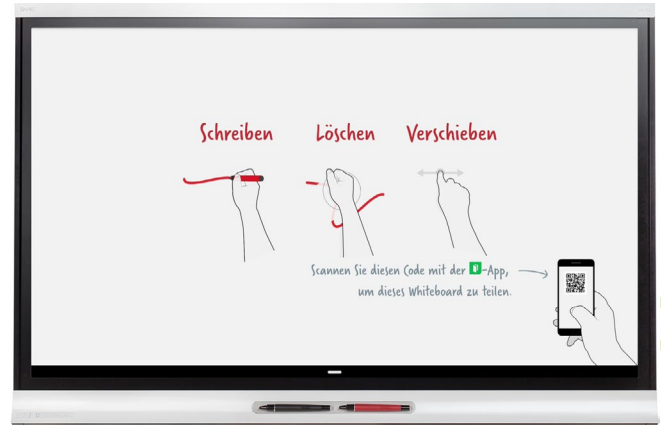 Schreiben Löschen Verschieben
Scannen Sie diesen Code mit der -App,
um dieses Whiteboard zu teilen.